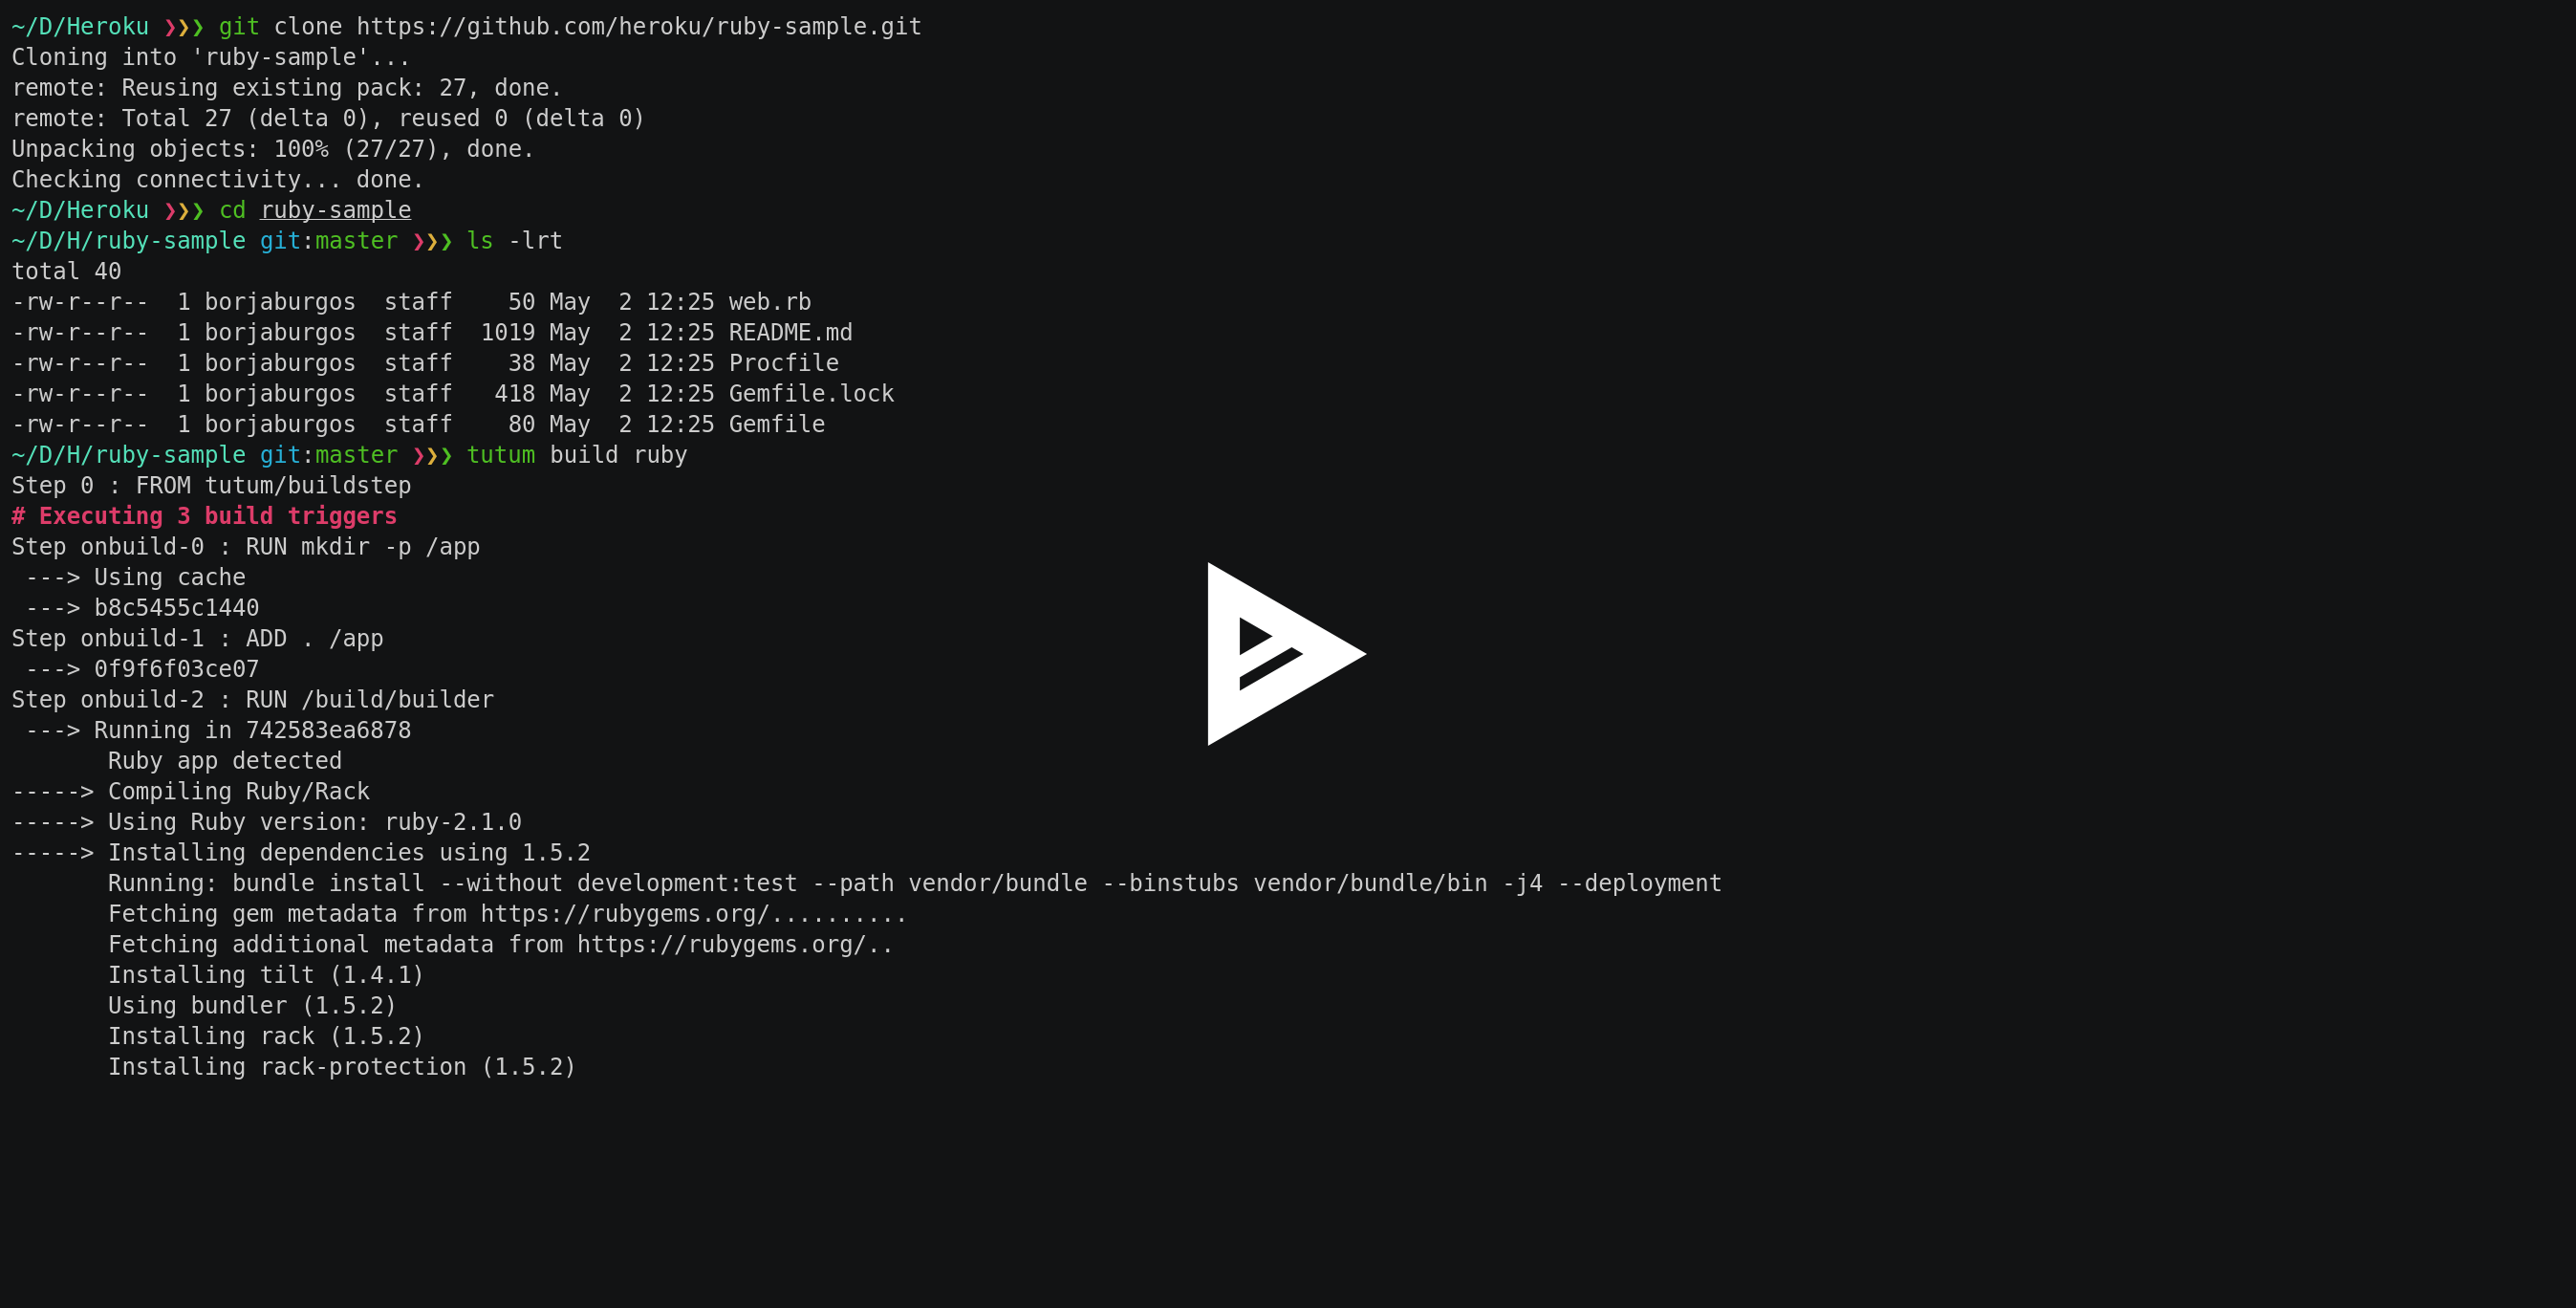 ~/D/Heroku ❯❯❯ git clone https://github.com/heroku/ruby-sample.git
Cloning into 'ruby-sample'...
remote: Reusing existing pack: 27, done.
remote: Total 27 (delta 0), reused 0 (delta 0)
Unpacking objects: 100% (27/27), done.
Checking connectivity... done.
~/D/Heroku ❯❯❯ cd ruby-sample
~/D/H/ruby-sample git:master ❯❯❯ ls -lrt
total 40
-rw-r--r--  1 borjaburgos  staff    50 May  2 12:25 web.rb
-rw-r--r--  1 borjaburgos  staff  1019 May  2 12:25 README.md
-rw-r--r--  1 borjaburgos  staff    38 May  2 12:25 Procfile
-rw-r--r--  1 borjaburgos  staff   418 May  2 12:25 Gemfile.lock
-rw-r--r--  1 borjaburgos  staff    80 May  2 12:25 Gemfile
~/D/H/ruby-sample git:master ❯❯❯ tutum build ruby
Step 0 : FROM tutum/buildstep
# Executing 3 build triggers
Step onbuild-0 : RUN mkdir -p /app
 ---> Using cache
 ---> b8c5455c1440
Step onbuild-1 : ADD . /app
 ---> 0f9f6f03ce07
Step onbuild-2 : RUN /build/builder
 ---> Running in 742583ea6878
       Ruby app detected
-----> Compiling Ruby/Rack
-----> Using Ruby version: ruby-2.1.0
-----> Installing dependencies using 1.5.2
       Running: bundle install --without development:test --path vendor/bundle --binstubs vendor/bundle/bin -j4 --deployment
       Fetching gem metadata from https://rubygems.org/..........
       Fetching additional metadata from https://rubygems.org/..
       Installing tilt (1.4.1)
       Using bundler (1.5.2)
       Installing rack (1.5.2)
       Installing rack-protection (1.5.2)